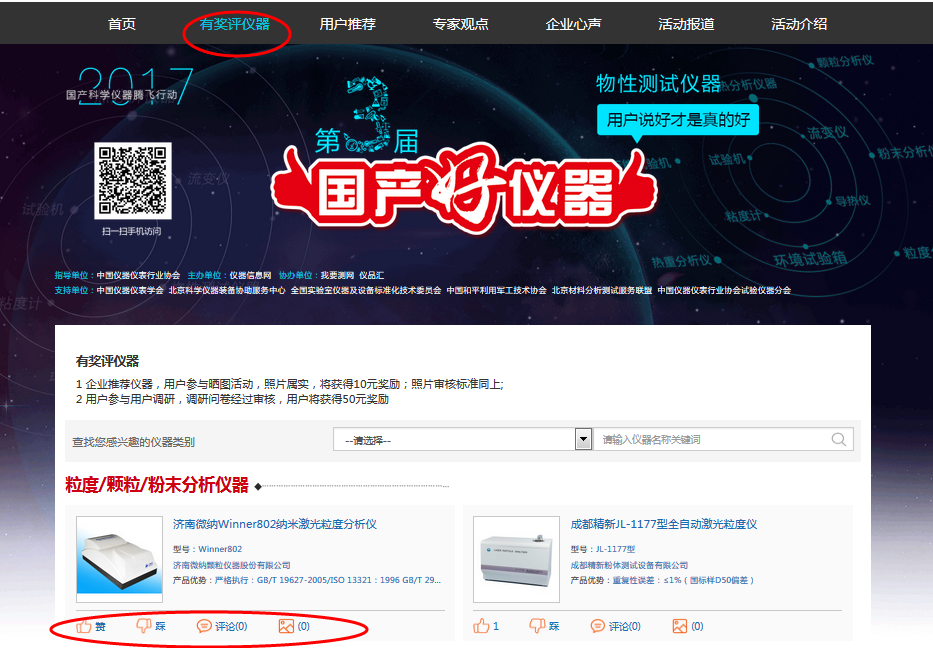 首页 有奖评仪器 用户推荐 专家观点 企业心声 活动报道 活动介绍
2017
国产科学仪器腾飞行动
第3届
国产好仪器
物性测试仪器
用户说好才是真的好
颗粒分析仪
热分析仪器
流变仪
粉末分析仪
试验机
导热仪
粘度计
环境试验箱
热重分析仪
粒度
流变仪
试验机
粘度计
扫一扫手机访问
指导单位：中国仪器仪表行业协会 主办单位：仪器信息网 协办单位：我要测网 仪品汇
支持单位：中国仪器仪表学会 北京科学仪器装备协助服务中心 全国实验室仪器及设备标准化技术委员会 中国和平利用军工技术协会 北京材料分析测试服务联盟 中国仪器仪表行业协会试验仪器分会
有奖评仪器
1 企业推荐仪器，用户参与晒图活动，照片属实，将获得10元奖励；照片审核标准同上;
2 用户参与用户调研，调研问卷经过审核，用户将获得50元奖励
查找您感兴趣的仪器类别 --请选择-- 请输入仪器名称关键词
粒度/颗粒/粉末分析仪器
济南微纳Winner802纳米激光粒度分析仪
型号：Winner802
济南微纳颗粒仪器股份有限公司
产品优势：严格执行：GB/T 19627-2005/ISO 13321：1996 GB/T 29...
赞 踩 评论(0) (0)
成都精新JL-1177型全自动激光粒度仪
型号：JL-1177型
成都精新粉体测试设备有限公司
产品优势：重复性误差：≤1%（国标样D50偏差）
1 踩 评论(0) (0)